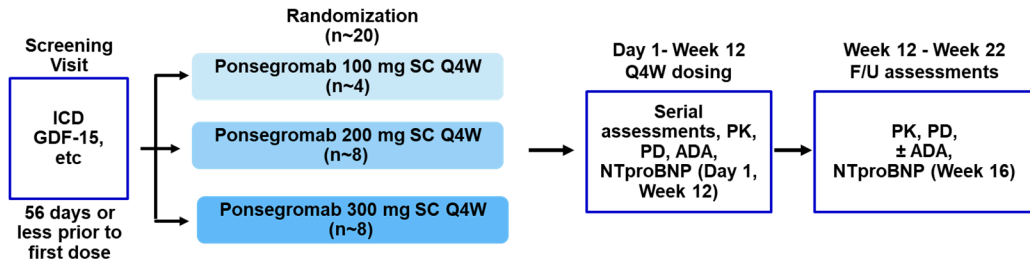 Screening
Visit
ICD
GDF-15,
etc
56 days or
less prior to
first dose
Randomization
(n~20)
Ponsegromab 100 mg SC Q4W
(n~4)
Ponsegromab 200 mg SC Q4W
(n~8)
Ponsegromab 300 mg SC Q4W
(n~8)
Day 1- Week 12
Q4W dosing
Serial
assessments, PK,
PD, ADA,
NTproBNP (Day 1,
Week 12)
Week 12 - Week 22
F/U assessments
PK, PD,
± ADA,
NTproBNP (Week 16)